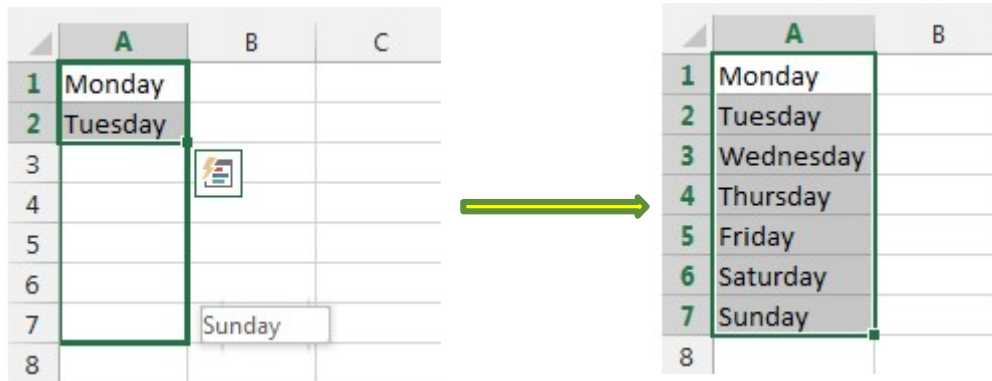 A B C
1 Monday
2 Tuesday
3
4
5
6
7 Sunday
8
A B
1 Monday
2 Tuesday
3 Wednesday
4 Thursday
5 Friday
6 Saturday
7 Sunday
8